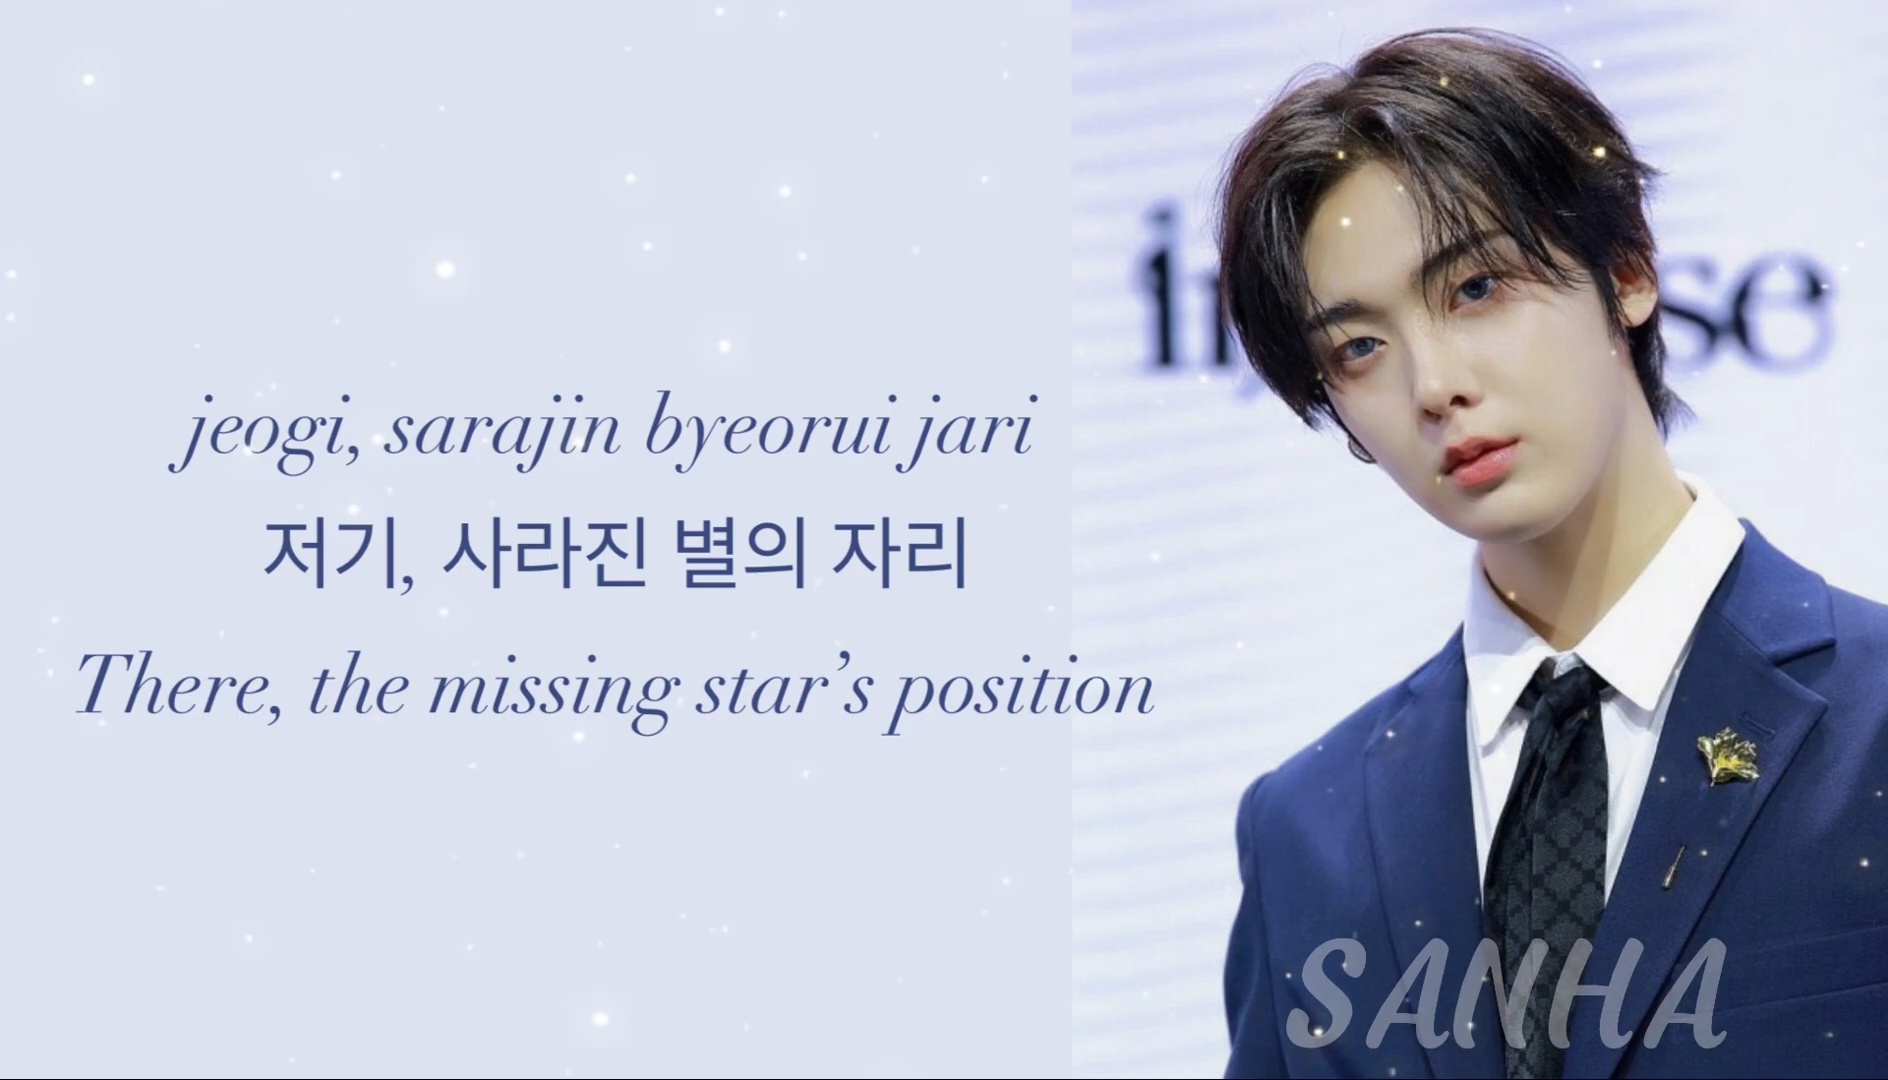 jeogi, sarajin byeorui jari
저기, 사라진 별의 자리
There, the missing star’s position
SANHA